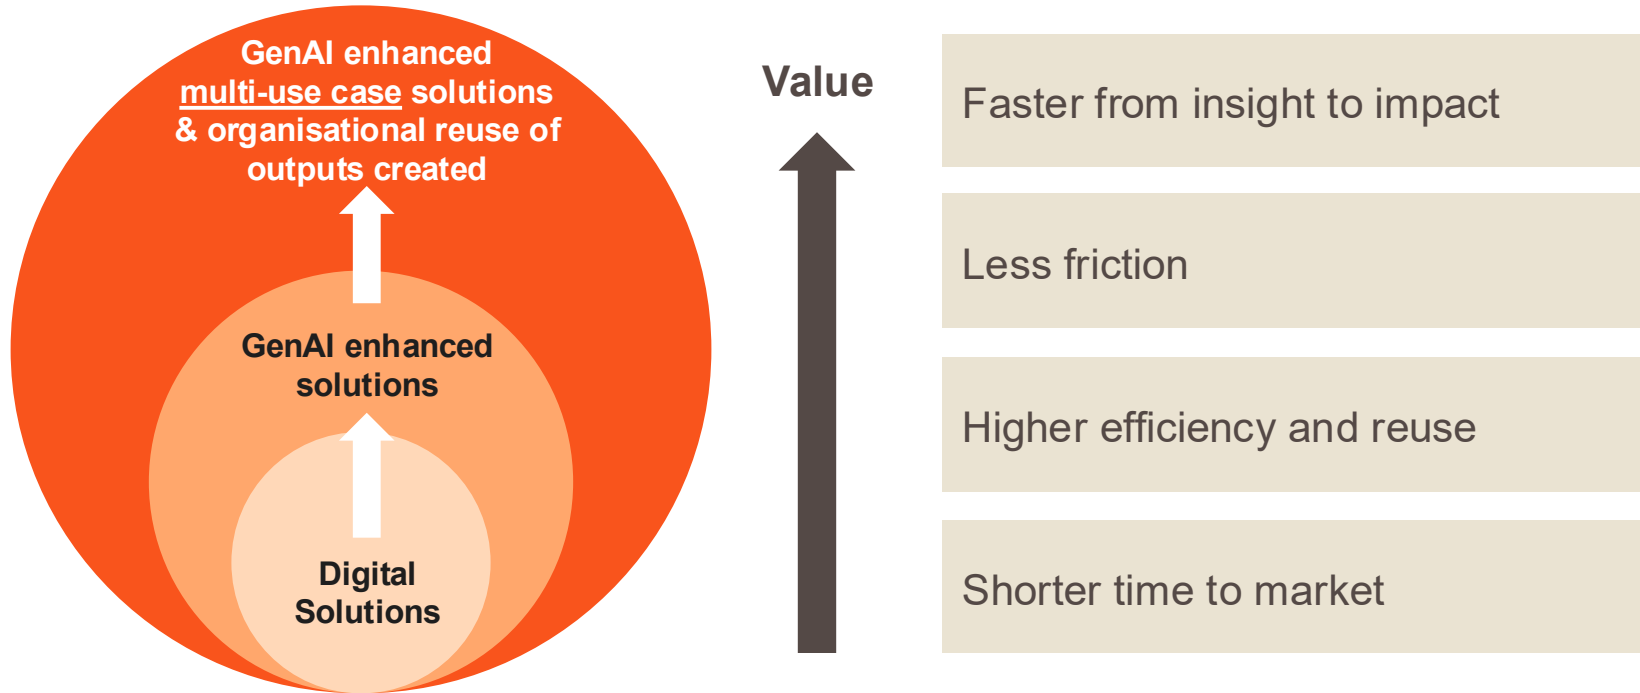 GenAI enhanced
multi-use case solutions
& organisational reuse of
outputs created
GenAI enhanced
solutions
Digital
Solutions
Value
Faster from insight to impact
Less friction
Higher efficiency and reuse
Shorter time to market